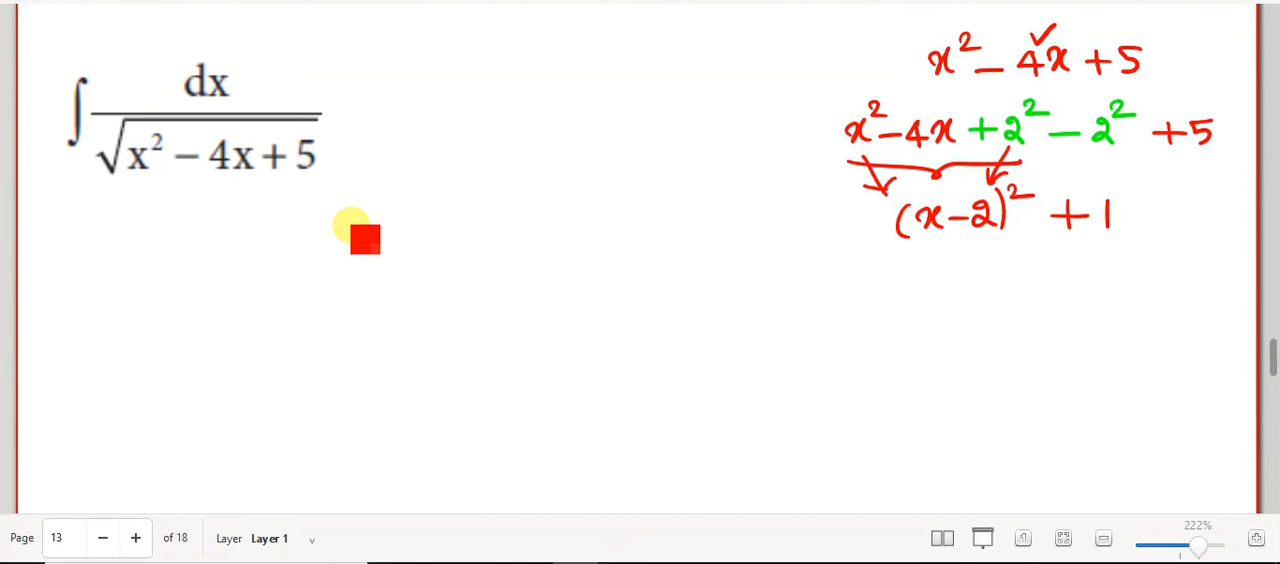 ∫ dx / √(x² − 4x + 5)
x² − 4x + 5
x² − 4x + 2² − 2² + 5
(x − 2)² + 1
Page 13 of 18 Layer Layer 1
222%